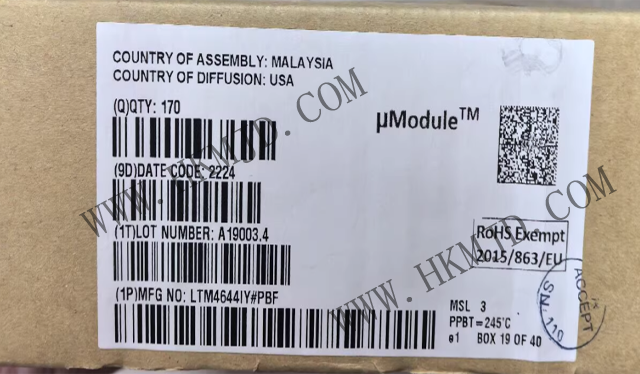 COUNTRY OF ASSEMBLY: MALAYSIA
COUNTRY OF DIFFUSION: USA
(Q)QTY: 170
µModule™
(9D)DATE CODE: 2224
(1T)LOT NUMBER: A19003.4
RoHS Exempt
2015/863/EU
(1P)MFG NO: LTM4644IY#PBF
MSL 3
PPBT=245°C
e1 BOX 19 OF 40
ACCEPT
S/N. 110
WWW.HKMJD.COM
WWW.HKMJD.COM